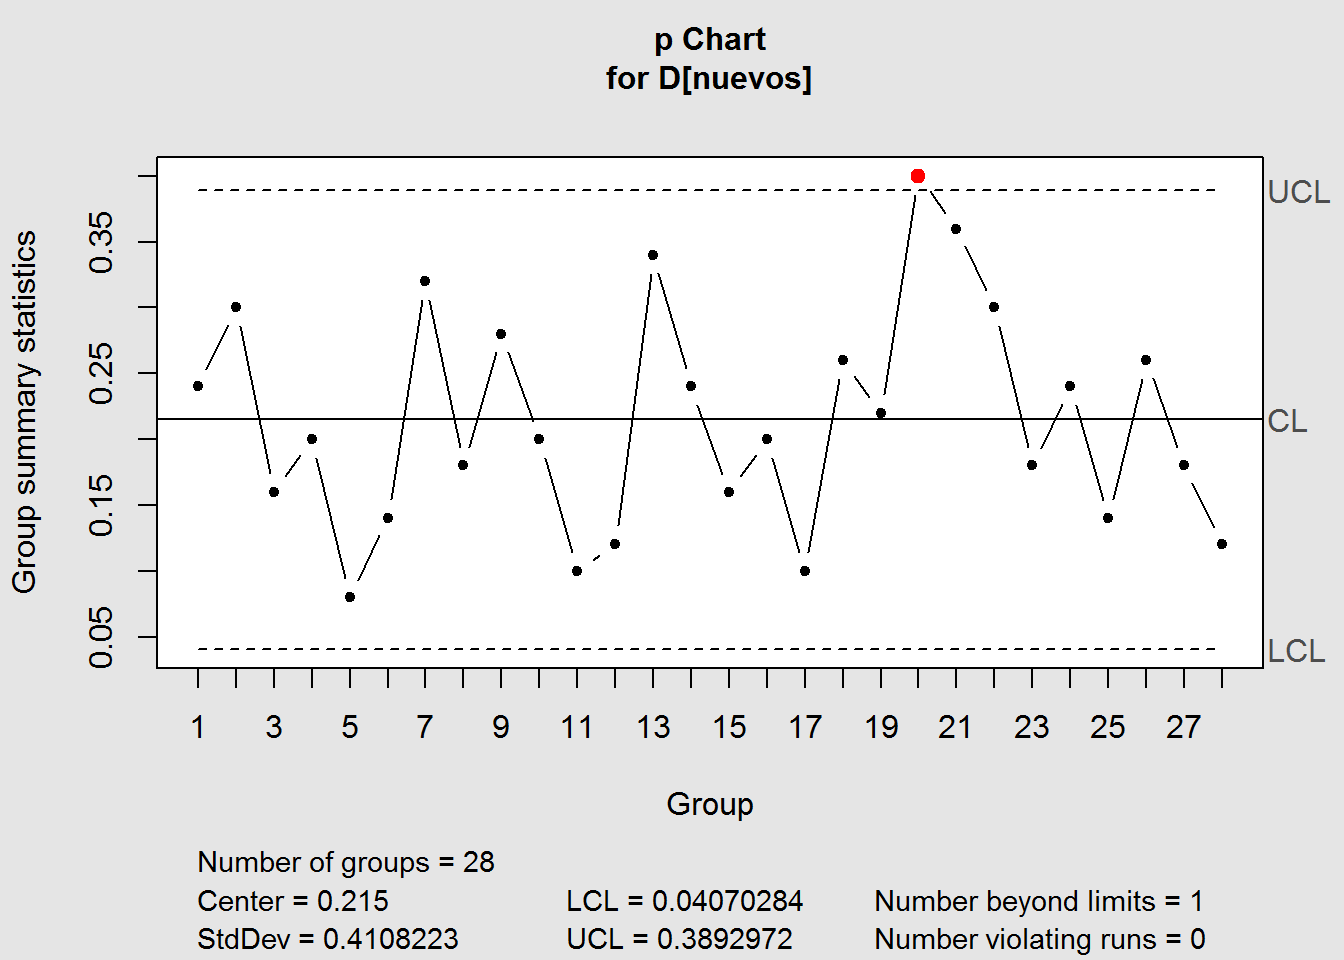 p Chart
for D[nuevos]
Group summary statistics
0.35
0.25
0.15
0.05
UCL
CL
LCL
1 3 5 7 9 11 13 15 17 19 21 23 25 27
Group
Number of groups = 28
Center = 0.215 LCL = 0.04070284 Number beyond limits = 1
StdDev = 0.4108223 UCL = 0.3892972 Number violating runs = 0